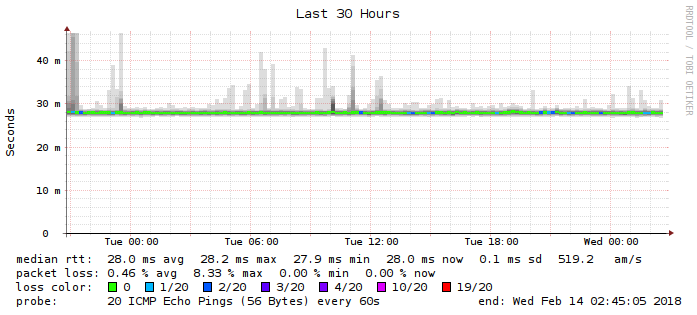 Last 30 Hours
RRDTOOL / TOBI OETIKER
Seconds
40 m
30 m
20 m
10 m
0
Tue 00:00 Tue 06:00 Tue 12:00 Tue 18:00 Wed 00:00
median rtt: 28.0 ms avg 28.2 ms max 27.9 ms min 28.0 ms now 0.1 ms sd 519.2 am/s
packet loss: 0.46 % avg 8.33 % max 0.00 % min 0.00 % now
loss color: 0 1/20 2/20 3/20 4/20 10/20 19/20
probe: 20 ICMP Echo Pings (56 Bytes) every 60s end: Wed Feb 14 02:45:05 2018